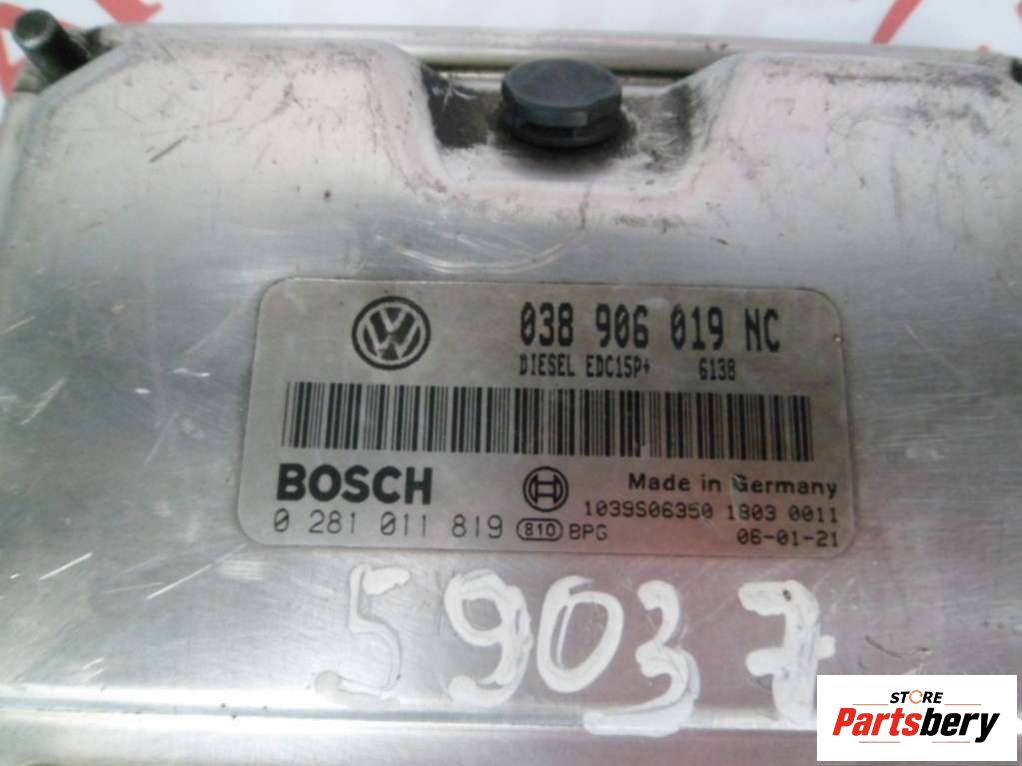 038 906 019 NC
DIESEL EDC15P+ 6138
BOSCH
Made in Germany
0 281 011 819 810 BPG
1039S06350 1803 0011
06-01-21
59037
STORE
Partsbery